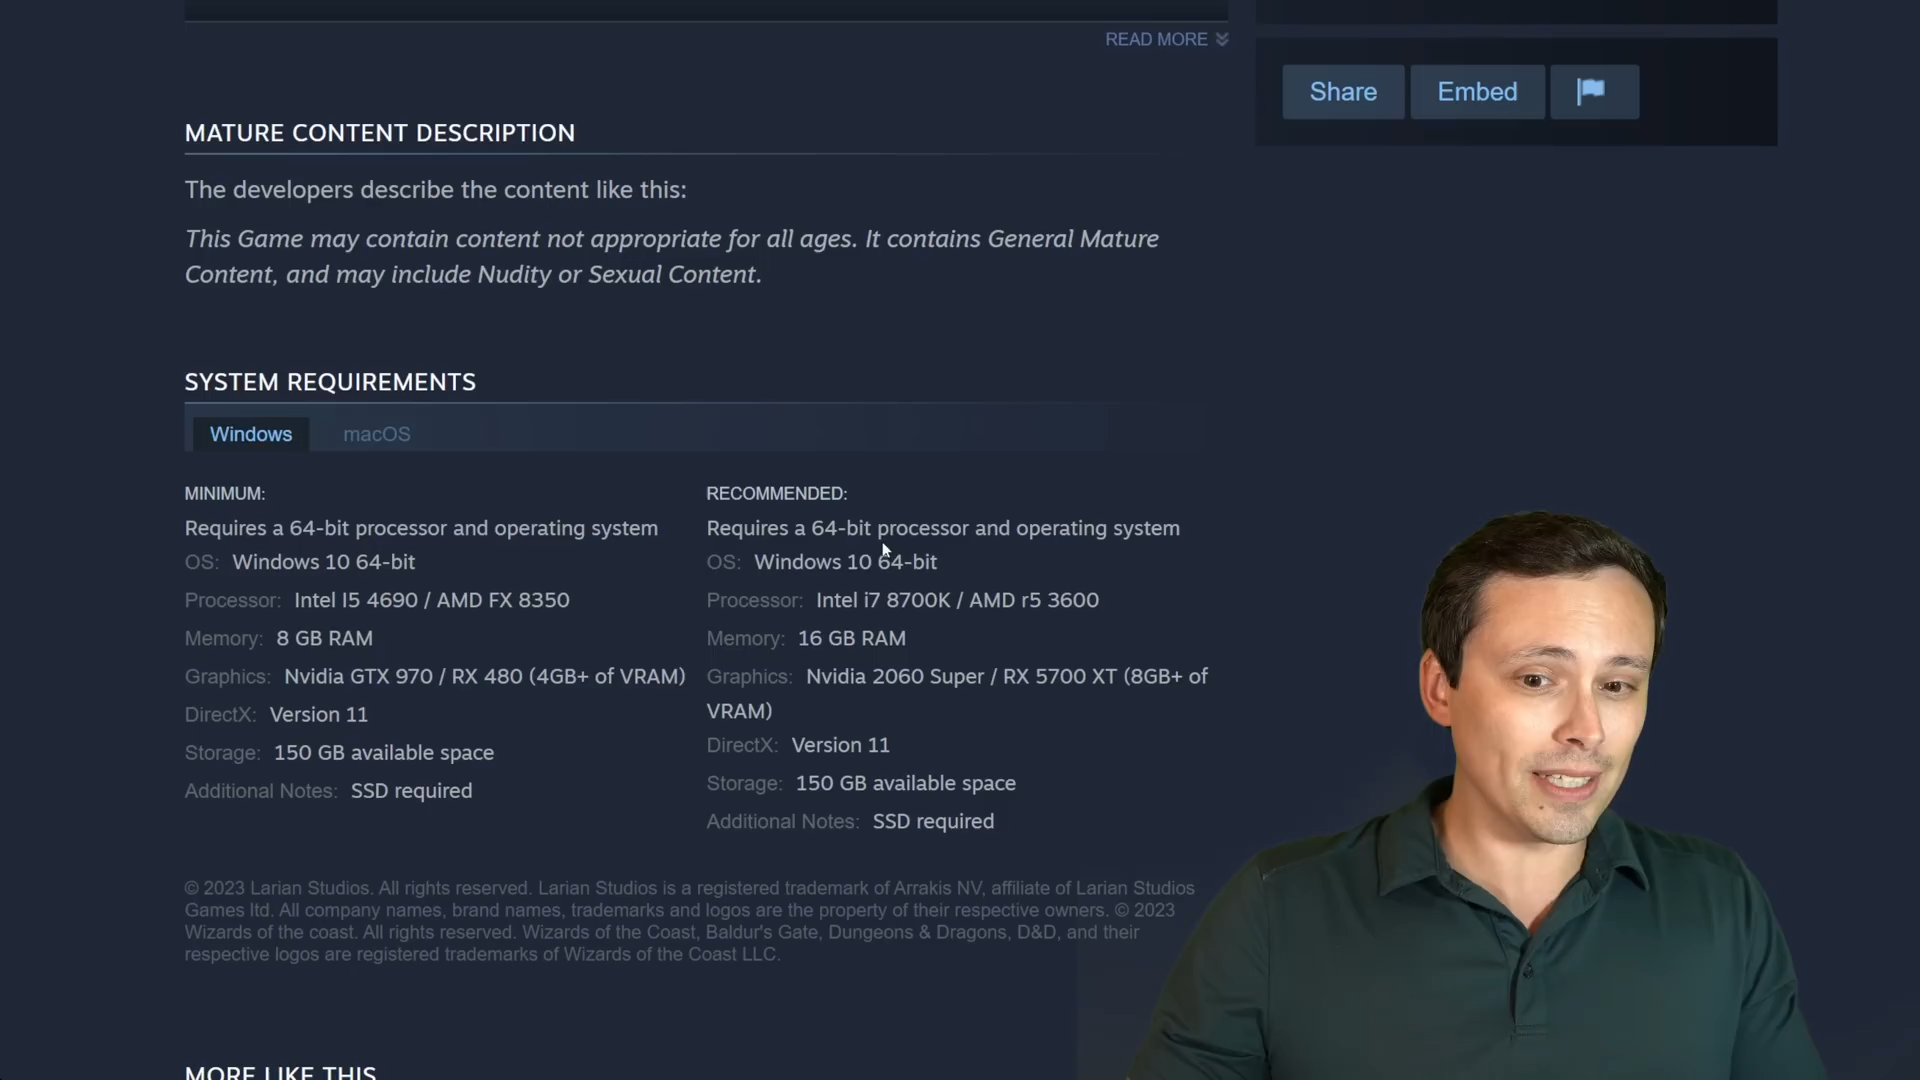 READ MORE
Share
Embed
MATURE CONTENT DESCRIPTION
The developers describe the content like this:
This Game may contain content not appropriate for all ages. It contains General Mature
Content, and may include Nudity or Sexual Content.
SYSTEM REQUIREMENTS
Windows
macOS
MINIMUM:
Requires a 64-bit processor and operating system
OS: Windows 10 64-bit
Processor: Intel I5 4690 / AMD FX 8350
Memory: 8 GB RAM
Graphics: Nvidia GTX 970 / RX 480 (4GB+ of VRAM)
DirectX: Version 11
Storage: 150 GB available space
Additional Notes: SSD required
RECOMMENDED:
Requires a 64-bit processor and operating system
OS: Windows 10 64-bit
Processor: Intel i7 8700K / AMD r5 3600
Memory: 16 GB RAM
Graphics: Nvidia 2060 Super / RX 5700 XT (8GB+ of
VRAM)
DirectX: Version 11
Storage: 150 GB available space
Additional Notes: SSD required
© 2023 Larian Studios. All rights reserved. Larian Studios is a registered trademark of Arrakis NV, affiliate of Larian Studios
Games ltd. All company names, brand names, trademarks and logos are the property of their respective owners. © 2023
Wizards of the coast. All rights reserved. Wizards of the Coast, Baldur's Gate, Dungeons & Dragons, D&D, and their
respective logos are registered trademarks of Wizards of the Coast LLC.
MORE LIKE THIS